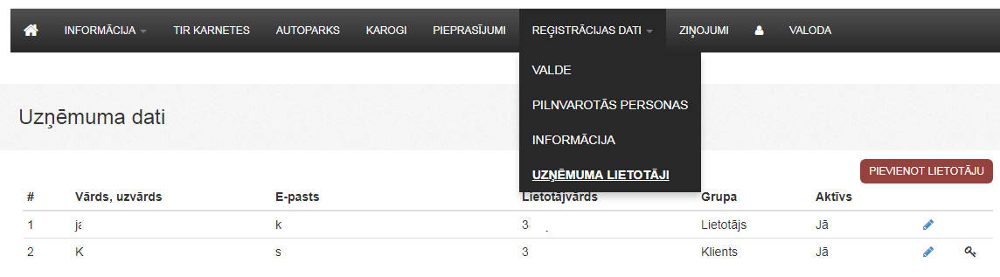 INFORMĀCIJA TIR KARNETES AUTOPARKS KAROGI PIEPRASĪJUMI REĢISTRĀCIJAS DATI ZIŅOJUMI VALODA
VALDE
PILNVAROTĀS PERSONAS
INFORMĀCIJA
UZŅĒMUMA LIETOTĀJI
Uzņēmuma dati
PIEVIENOT LIETOTĀJU
# Vārds, uzvārds E-pasts Lietotājvārds Grupa Aktīvs
1 ja k 3 Lietotājs Jā
2 K s 3 Klients Jā